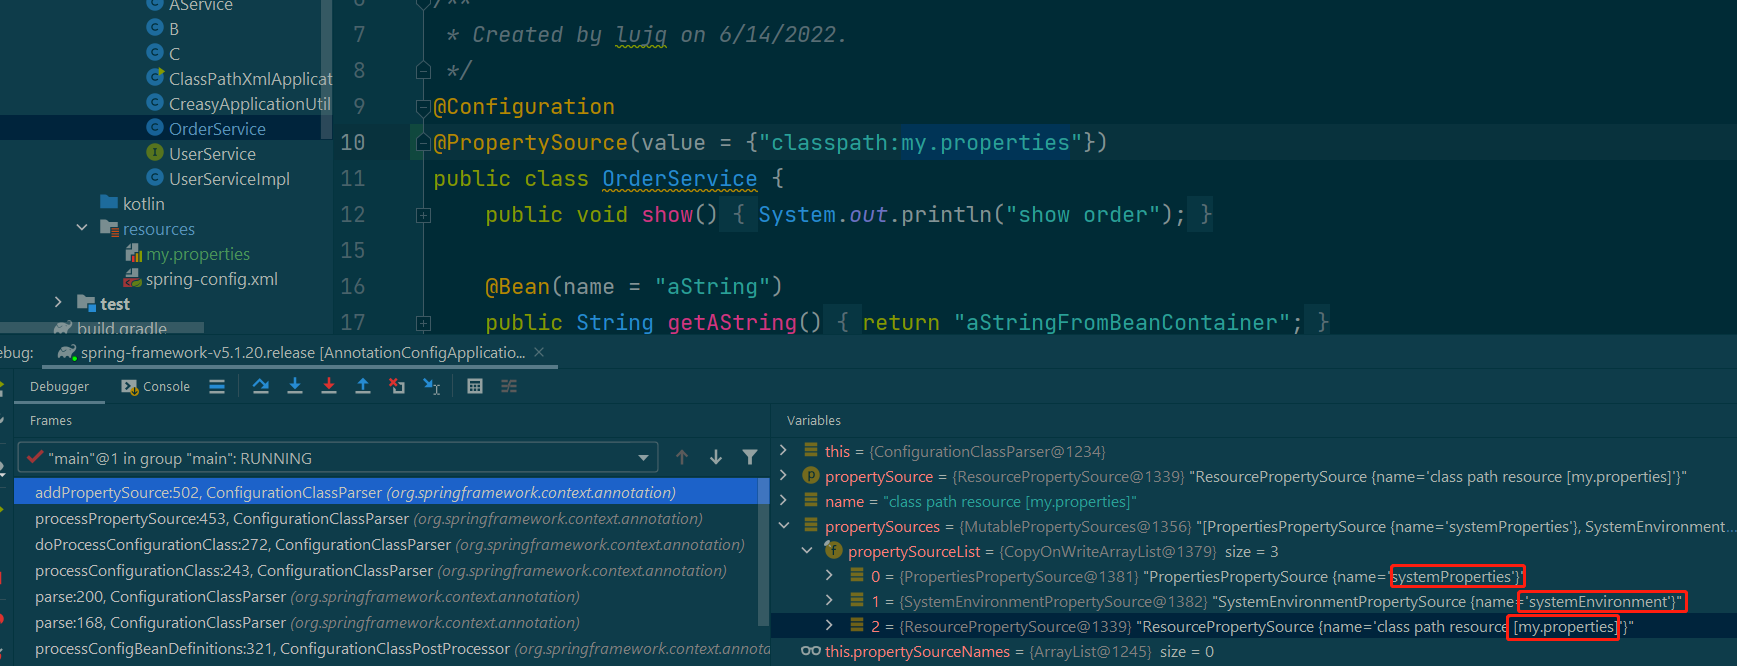 AService
B
C
ClassPathXmlApplicat
CreasyApplicationUtil
OrderService
UserService
UserServiceImpl
kotlin
resources
my.properties
spring-config.xml
test
build.gradle
/**
7 * Created by lujq on 6/14/2022.
8 */
9 @Configuration
10 @PropertySource(value = {"classpath:my.properties"})
11 public class OrderService {
12 public void show() { System.out.println("show order"); }
15
16 @Bean(name = "aString")
17 public String getAString() { return "aStringFromBeanContainer"; }
ebug: spring-framework-v5.1.20.release [AnnotationConfigApplicatio...
Debugger Console
Frames
"main"@1 in group "main": RUNNING
addPropertySource:502, ConfigurationClassParser (org.springframework.context.annotation)
processPropertySource:453, ConfigurationClassParser (org.springframework.context.annotation)
doProcessConfigurationClass:272, ConfigurationClassParser (org.springframework.context.annotation)
processConfigurationClass:243, ConfigurationClassParser (org.springframework.context.annotation)
parse:200, ConfigurationClassParser (org.springframework.context.annotation)
parse:168, ConfigurationClassParser (org.springframework.context.annotation)
processConfigBeanDefinitions:321, ConfigurationClassPostProcessor (org.springframework.context.annota
Variables
this = {ConfigurationClassParser@1234}
propertySource = {ResourcePropertySource@1339} "ResourcePropertySource {name='class path resource [my.properties]'}"
name = "class path resource [my.properties]"
propertySources = {MutablePropertySources@1356} "[PropertiesPropertySource {name='systemProperties'}, SystemEnvironment...
propertySourceList = {CopyOnWriteArrayList@1379} size = 3
0 = {PropertiesPropertySource@1381} "PropertiesPropertySource {name='systemProperties'}"
1 = {SystemEnvironmentPropertySource@1382} "SystemEnvironmentPropertySource {name='systemEnvironment'}"
2 = {ResourcePropertySource@1339} "ResourcePropertySource {name='class path resource [my.properties]'}"
this.propertySourceNames = {ArrayList@1245} size = 0